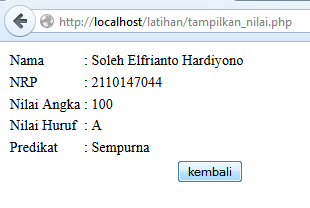 http://localhost/latihan/tampilkan_nilai.php
Nama : Soleh Elfrianto Hardiyono
NRP : 2110147044
Nilai Angka : 100
Nilai Huruf : A
Predikat : Sempurna
kembali